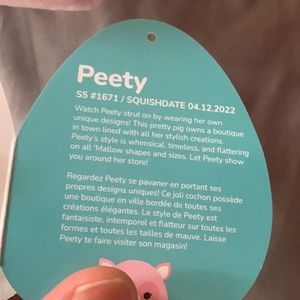 Peety
S5 #1671 / SQUISHDATE 04.12.2022
Watch Peety strut on by wearing her own
unique designs! This pretty pig owns a boutique
in town lined with all her stylish creations.
Peety's style is whimsical, timeless, and flattering
on all 'Mallow shapes and sizes. Let Peety show
you around her store!
Regardez Peety se pavaner en portant ses
propres designs uniques! Ce joli cochon possède
une boutique en ville bordée de toutes ses
créations élégantes. Le style de Peety est
fantaisiste, intemporel et flatteur sur toutes les
formes et toutes les tailles de mauve. Laisse
Peety te faire visiter son magasin!